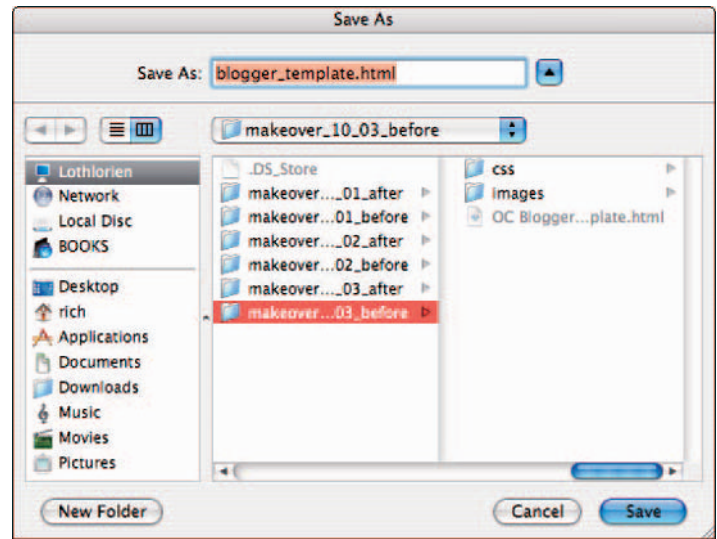 Save As
Save As: blogger_template.html
makeover_10_03_before
Lothlorien
Network
Local Disc
BOOKS
Desktop
rich
Applications
Documents
Downloads
Music
Movies
Pictures
.DS_Store
makeover..._01_after
makeover...01_before
makeover..._02_after
makeover...02_before
makeover..._03_after
makeover...03_before
css
images
OC Blogger...plate.html
New Folder
Cancel
Save